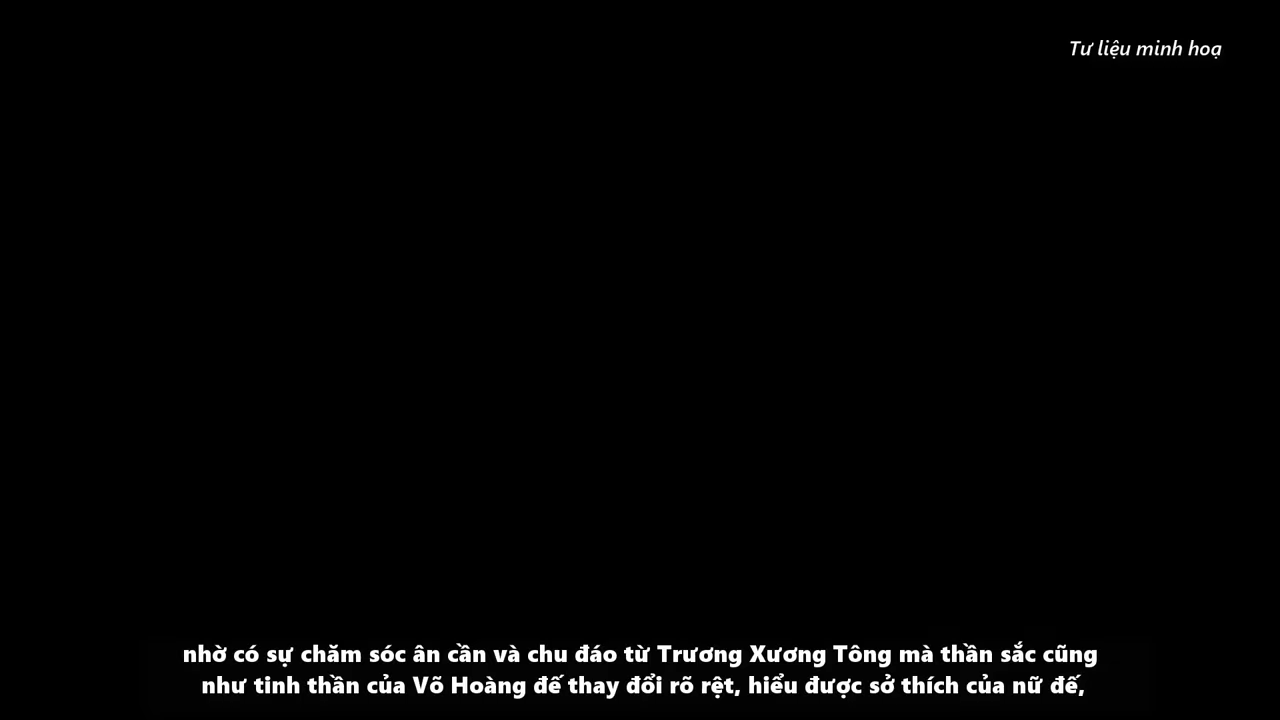 Tư liệu minh hoạ
nhờ có sự chăm sóc ân cần và chu đáo từ Trương Xương Tông mà thần sắc cũng
như tinh thần của Võ Hoàng đế thay đổi rõ rệt, hiểu được sở thích của nữ đế,